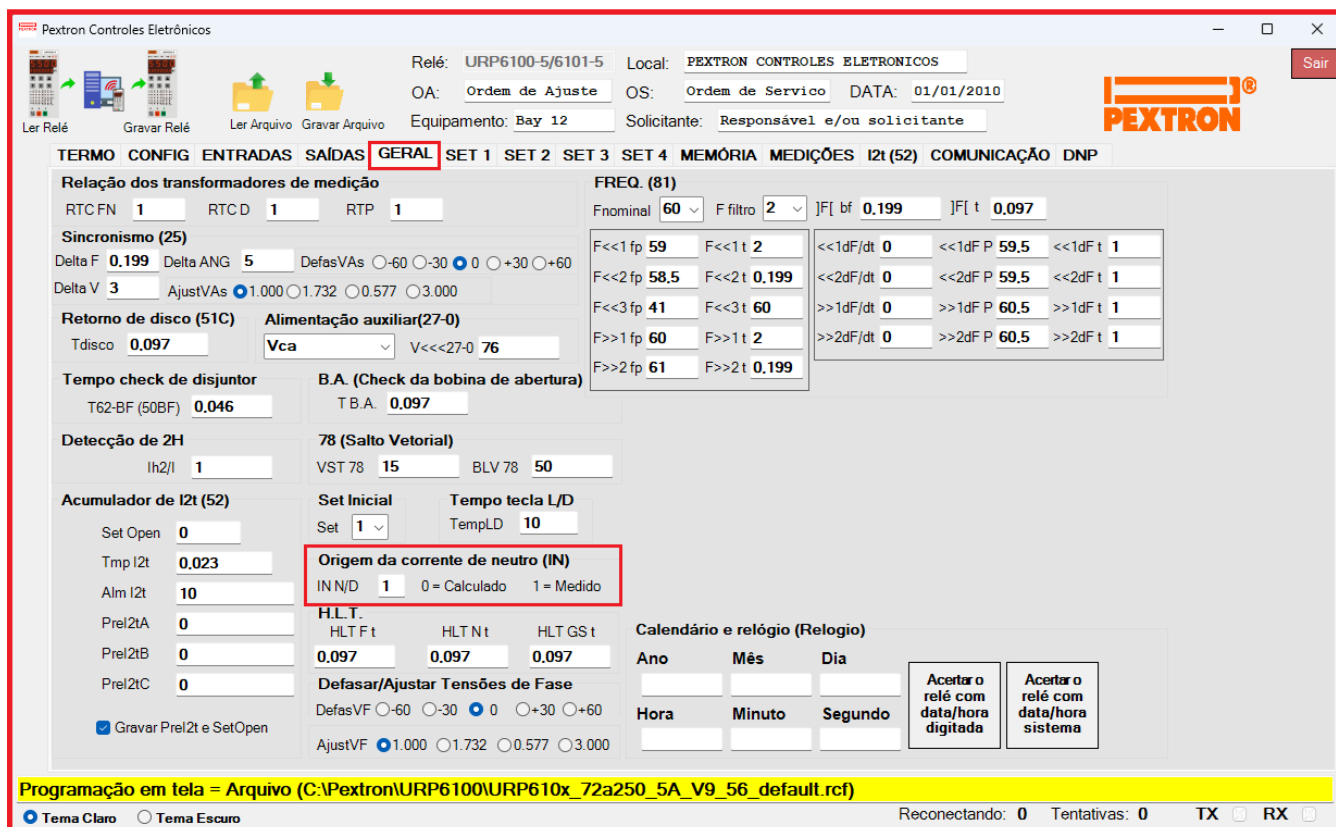 Pextron Controles Eletrônicos
Relé: URP6100-5/6101-5 Local: PEXTRON CONTROLES ELETRONICOS
Sair
OA: Ordem de Ajuste OS: Ordem de Servico DATA: 01/01/2010
Equipamento: Bay 12 Solicitante: Responsável e/ou solicitante
PEXTRON
Ler Relé Gravar Relé Ler Arquivo Gravar Arquivo
TERMO CONFIG ENTRADAS SAÍDAS GERAL SET 1 SET 2 SET 3 SET 4 MEMÓRIA MEDIÇÕES I2t (52) COMUNICAÇÃO DNP
Relação dos transformadores de medição
RTC FN 1 RTC D 1 RTP 1
Sincronismo (25)
Delta F 0.199 Delta ANG 5 DefasVAs -60 -30 0 +30 +60
Delta V 3 AjustVAs 1.000 1.732 0.577 3.000
Retorno de disco (51C)
Tdisco 0.097
Alimentação auxiliar(27-0)
Vca V<<<27-0 76
Tempo check de disjuntor
T62-BF (50BF) 0.046
B.A. (Check da bobina de abertura)
T B.A. 0.097
Detecção de 2H
Ih2/I 1
78 (Salto Vetorial)
VST 78 15 BLV 78 50
Acumulador de I2t (52)
Set Open 0
Tmp I2t 0.023
Alm I2t 10
PreI2tA 0
PreI2tB 0
PreI2tC 0
Gravar PreI2t e SetOpen
Set Inicial
Set 1
Tempo tecla L/D
TempLD 10
Origem da corrente de neutro (IN)
IN N/D 1 0 = Calculado 1 = Medido
H.L.T.
HLT F t HLT N t HLT GS t
0.097 0.097 0.097
Defasar/Ajustar Tensões de Fase
DefasVF -60 -30 0 +30 +60
AjustVF 1.000 1.732 0.577 3.000
FREQ. (81)
Fnominal 60 F filtro 2 ]F[ bf 0.199 ]F[ t 0.097
F<<1 fp 59 F<<1 t 2 <<1dF/dt 0 <<1dF P 59.5 <<1dF t 1
F<<2 fp 58.5 F<<2 t 0.199 <<2dF/dt 0 <<2dF P 59.5 <<2dF t 1
F<<3 fp 41 F<<3 t 60 >>1dF/dt 0 >>1dF P 60.5 >>1dF t 1
F>>1 fp 60 F>>1 t 2 >>2dF/dt 0 >>2dF P 60.5 >>2dF t 1
F>>2 fp 61 F>>2 t 0.199
Calendário e relógio (Relogio)
Ano Mês Dia
Hora Minuto Segundo
Acertar o
relé com
data/hora
digitada
Acertar o
relé com
data/hora
sistema
Programação em tela = Arquivo (C:\Pextron\URP6100\URP610x_72a250_5A_V9_56_default.rcf)
Tema Claro Tema Escuro Reconectando: 0 Tentativas: 0 TX RX